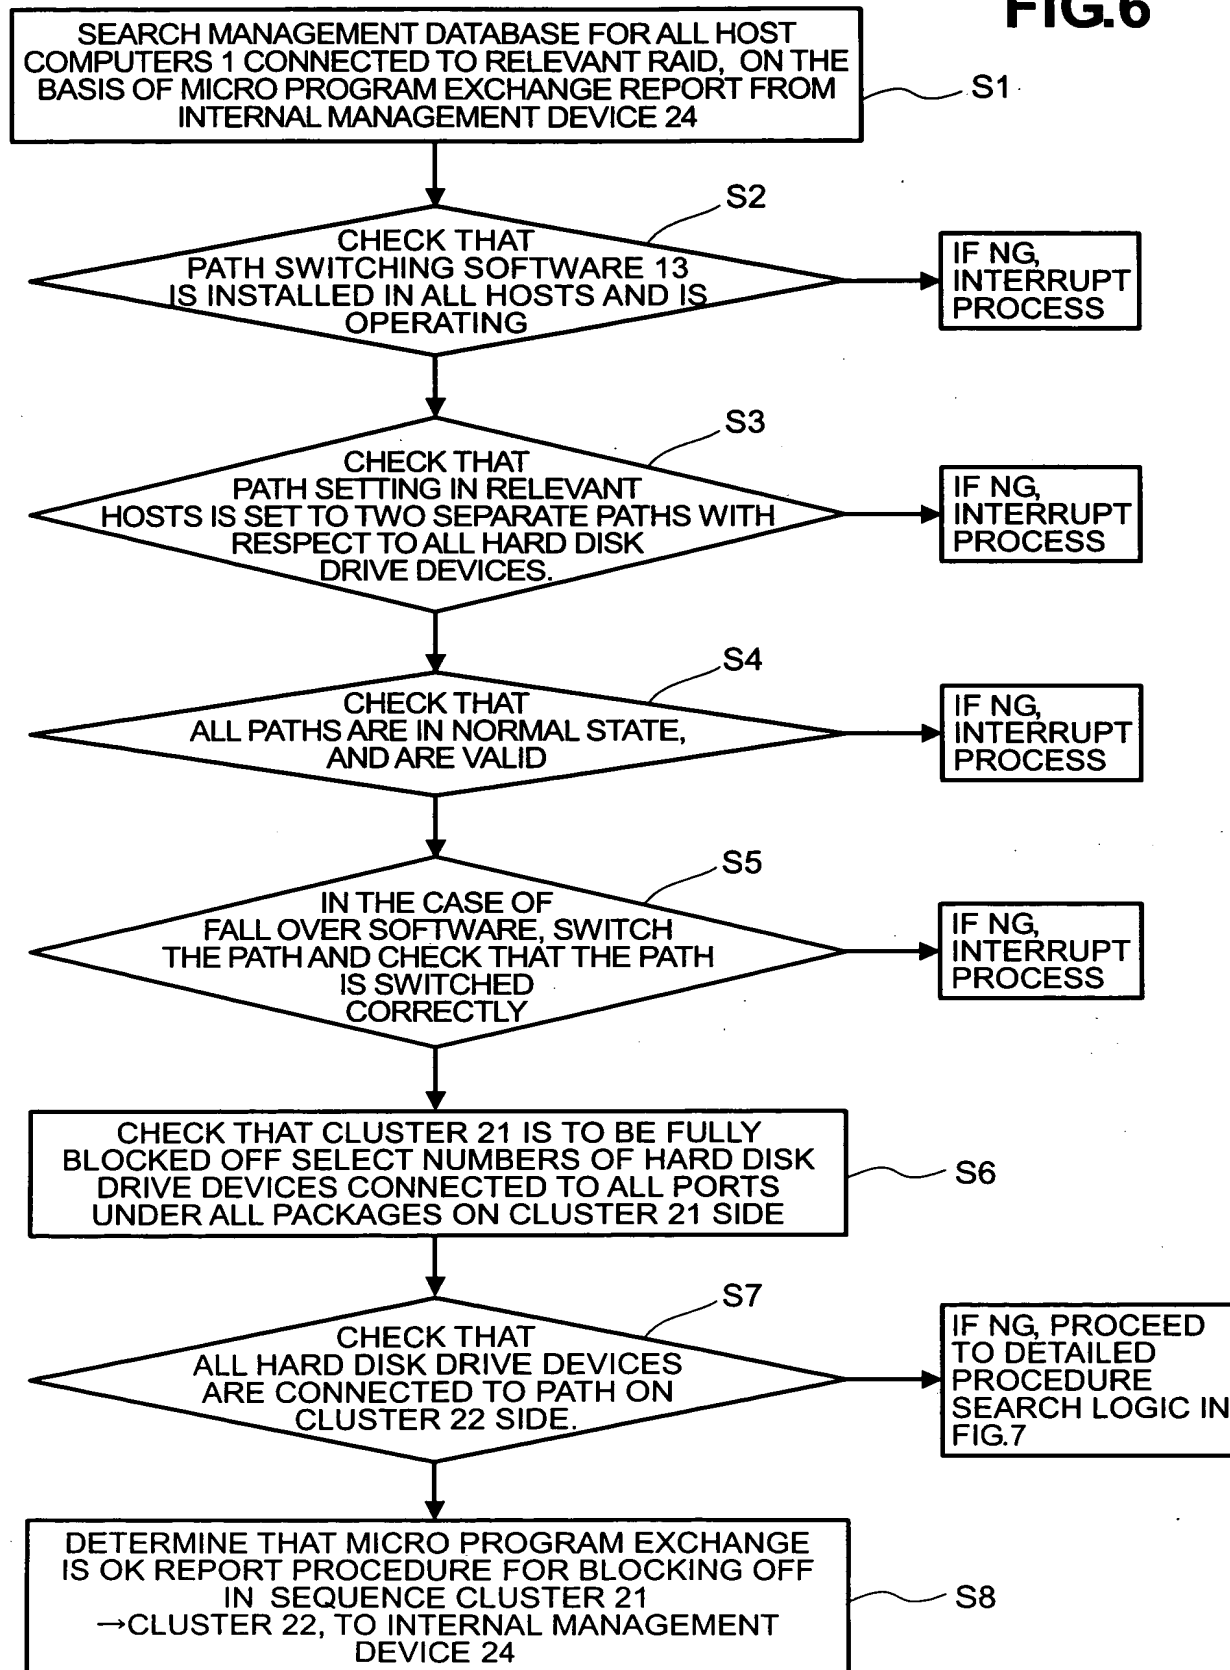 FIG.6
SEARCH MANAGEMENT DATABASE FOR ALL HOST
COMPUTERS 1 CONNECTED TO RELEVANT RAID, ON THE
BASIS OF MICRO PROGRAM EXCHANGE REPORT FROM
INTERNAL MANAGEMENT DEVICE 24
S1
S2
CHECK THAT
PATH SWITCHING SOFTWARE 13
IS INSTALLED IN ALL HOSTS AND IS
OPERATING
IF NG,
INTERRUPT
PROCESS
S3
CHECK THAT
PATH SETTING IN RELEVANT
HOSTS IS SET TO TWO SEPARATE PATHS WITH
RESPECT TO ALL HARD DISK
DRIVE DEVICES.
IF NG,
INTERRUPT
PROCESS
S4
CHECK THAT
ALL PATHS ARE IN NORMAL STATE,
AND ARE VALID
IF NG,
INTERRUPT
PROCESS
S5
IN THE CASE OF
FALL OVER SOFTWARE, SWITCH
THE PATH AND CHECK THAT THE PATH
IS SWITCHED
CORRECTLY
IF NG,
INTERRUPT
PROCESS
CHECK THAT CLUSTER 21 IS TO BE FULLY
BLOCKED OFF SELECT NUMBERS OF HARD DISK
DRIVE DEVICES CONNECTED TO ALL PORTS
UNDER ALL PACKAGES ON CLUSTER 21 SIDE
S6
S7
CHECK THAT
ALL HARD DISK DRIVE DEVICES
ARE CONNECTED TO PATH ON
CLUSTER 22 SIDE.
IF NG, PROCEED
TO DETAILED
PROCEDURE
SEARCH LOGIC IN
FIG.7
DETERMINE THAT MICRO PROGRAM EXCHANGE
IS OK REPORT PROCEDURE FOR BLOCKING OFF
IN SEQUENCE CLUSTER 21
→CLUSTER 22, TO INTERNAL MANAGEMENT
DEVICE 24
S8